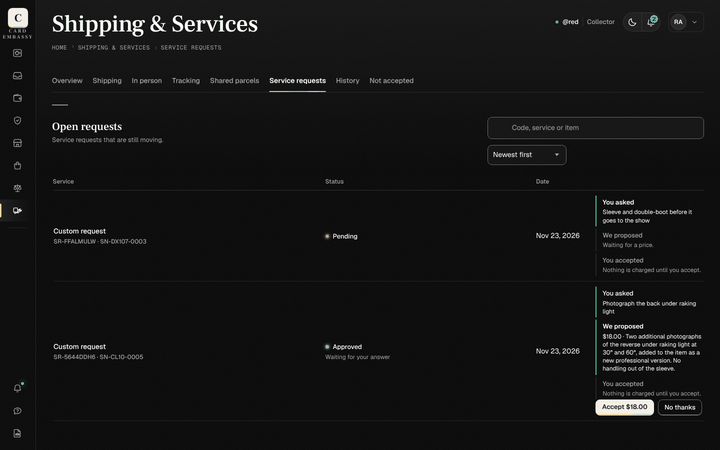 C
CARD
EMBASSY
Shipping & Services
@red
Collector
2
RA
HOME › SHIPPING & SERVICES › SERVICE REQUESTS
Overview
Shipping
In person
Tracking
Shared parcels
Service requests
History
Not accepted
Open requests
Service requests that are still moving.
Code, service or item
Newest first
Service
Status
Date
Custom request
SR-FFALMULW · SN-DX107-0003
Pending
Nov 23, 2026
You asked
Sleeve and double-boot before it
goes to the show
We proposed
Waiting for a price.
You accepted
Nothing is charged until you accept.
Custom request
SR-5644DDH6 · SN-CL10-0005
Approved
Waiting for your answer
Nov 23, 2026
You asked
Photograph the back under raking
light
We proposed
$18.00 · Two additional photographs
of the reverse under raking light at
30° and 60°, added to the item as a
new professional version. No
handling out of the sleeve.
You accepted
Nothing is charged until you accept.
Accept $18.00
No thanks